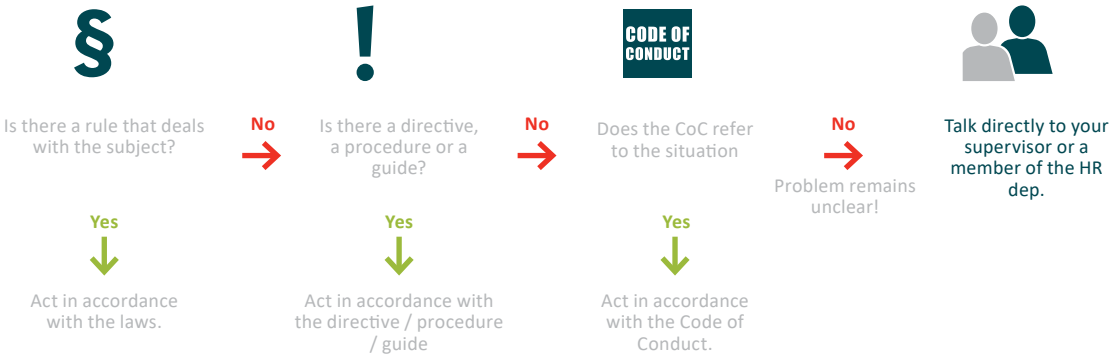 §
!
CODE OF
CONDUCT
Is there a rule that deals
with the subject?
No
Is there a directive,
a procedure or a
guide?
No
Does the CoC refer
to the situation
No
Problem remains
unclear!
Talk directly to your
supervisor or a
member of the HR
dep.
Yes
Yes
Yes
Act in accordance
with the laws.
Act in accordance with
the directive / procedure
/ guide
Act in accordance
with the Code of
Conduct.